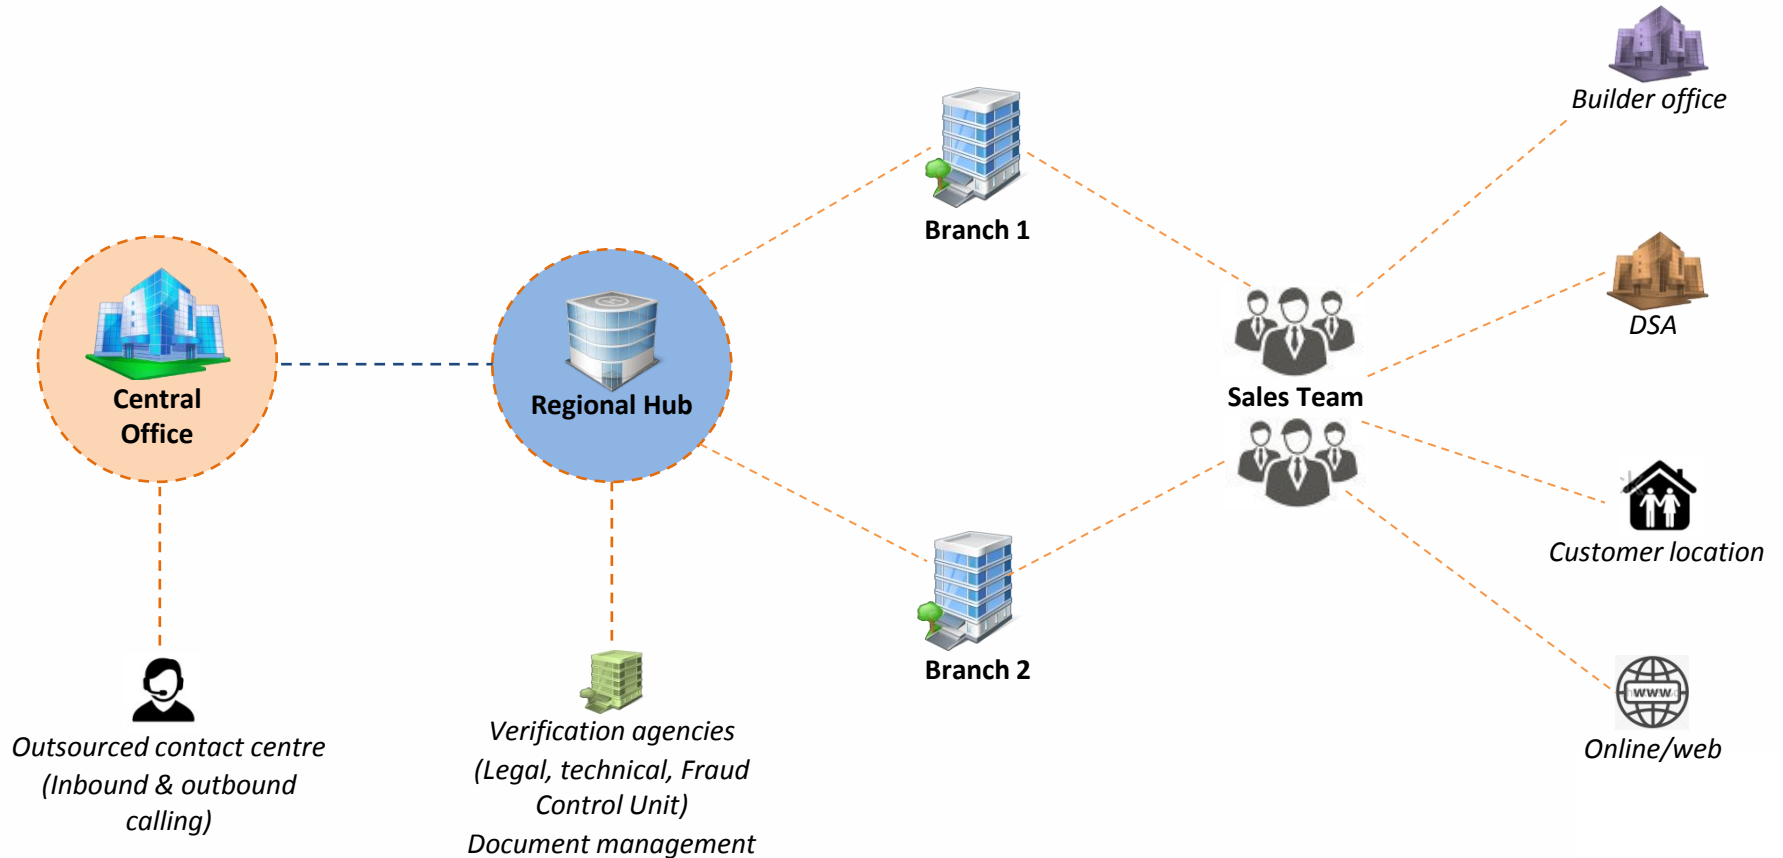 Builder office
Branch 1
DSA
Central
Office
Regional Hub
Sales Team
Customer location
Branch 2
www
Online/web
Outsourced contact centre
(Inbound & outbound
calling)
Verification agencies
(Legal, technical, Fraud
Control Unit)
Document management